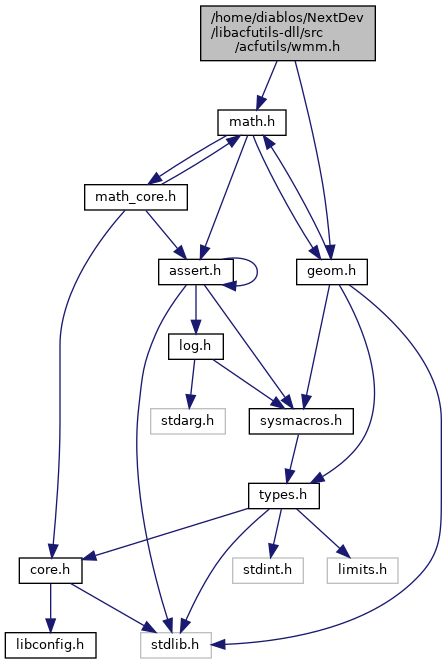 /home/diablos/NextDev
/libacfutils-dll/src
/acfutils/wmm.h
math.h
math_core.h
assert.h
geom.h
log.h
stdarg.h
sysmacros.h
types.h
core.h
stdint.h
limits.h
libconfig.h
stdlib.h